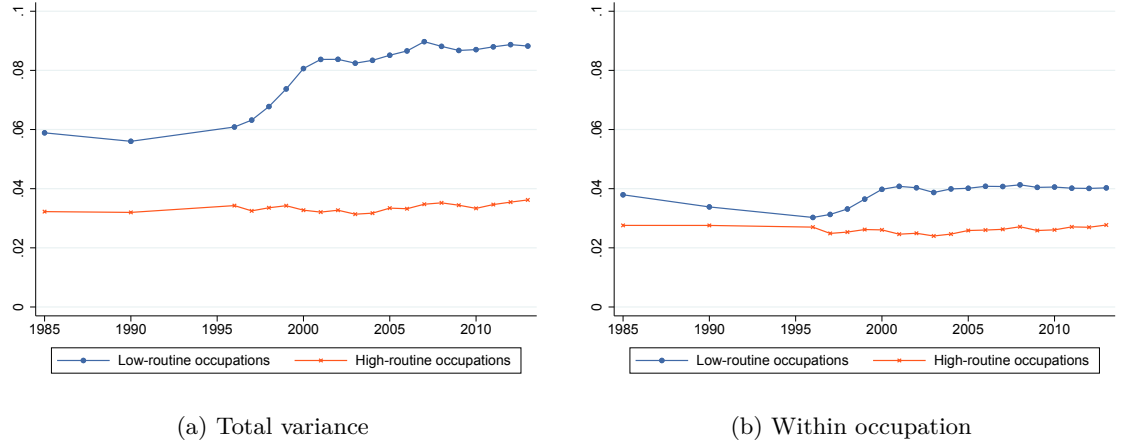 .1
.08
.06
.04
.02
0
1985 1990 1995 2000 2005 2010
Low-routine occupations High-routine occupations
(a) Total variance
.1
.08
.06
.04
.02
0
1985 1990 1995 2000 2005 2010
Low-routine occupations High-routine occupations
(b) Within occupation